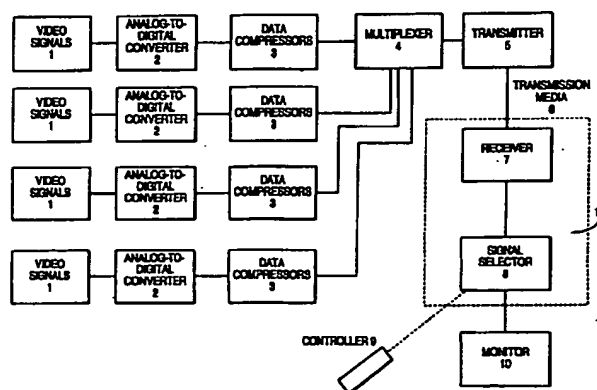 VIDEO
SIGNALS
1
ANALOG-TO-
DIGITAL
CONVERTER
2
DATA
COMPRESSORS
3
MULTIPLEXER
4
TRANSMITTER
5
VIDEO
SIGNALS
1
ANALOG-TO-
DIGITAL
CONVERTER
2
DATA
COMPRESSORS
3
TRANSMISSION
MEDIA
6
RECEIVER
7
VIDEO
SIGNALS
1
ANALOG-TO-
DIGITAL
CONVERTER
2
DATA
COMPRESSORS
3
VIDEO
SIGNALS
1
ANALOG-TO-
DIGITAL
CONVERTER
2
DATA
COMPRESSORS
3
SIGNAL
SELECTOR
8
CONTROLLER 9
MONITOR
10